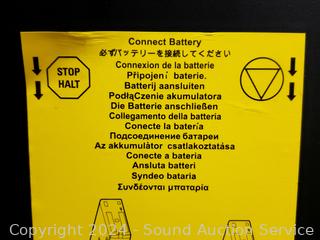 Connect Battery
必ずバッテリーを接続してください
STOP
HALT
Connexion de la batterie
Připojení baterie.
Batterij aansluiten
PodłąCzenie akumulatora
Die Batterie anschließen
Collegamento della batteria
Conecte la batería
Подсоединение батареи
Az akkumulàtor csatlakoztatása
Conecte a bateria
Ansluta batteri
Syndeo bataria
Συνδέονται μπαταρία
Copyright 2024 - Sound Auction Service